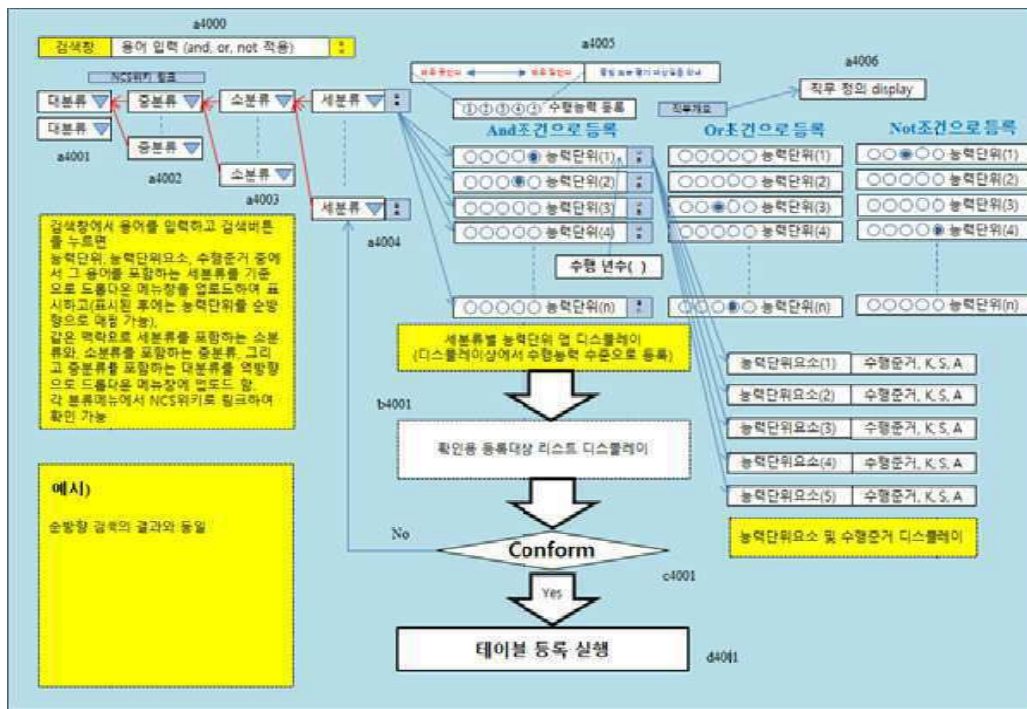 a4000
검색창 용어 입력 (and, or, not 적용)
NCS위키 링크
대분류 중분류 소분류 세분류
대분류
중분류
소분류
세분류
a4001
a4002
a4003
a4004
a4005
①②③④⑤ 수행능력 등록
a4006
직무개요
직무 정의 display
And조건으로 등록
능력단위(1)
능력단위(2)
능력단위(3)
능력단위(4)
수행 년수( )
능력단위(n)
Or조건으로 등록
능력단위(1)
능력단위(2)
능력단위(3)
능력단위(4)
능력단위(n)
Not조건으로 등록
능력단위(1)
능력단위(2)
능력단위(3)
능력단위(4)
능력단위(n)
검색창에서 용어를 입력하고 검색버튼
을 누르면
능력단위, 능력단위요소, 수행준거 중에
서 그 용어를 포함하는 세분류를 기준
으로 드롭다운 메뉴창을 업로드하여 표
시하고(표시된 후에는 능력단위를 순방
향으로 매핑 가능),
같은 맥락으로 세분류를 포함하는 소분
류와, 소분류를 포함하는 중분류, 그리
고 중분류를 포함하는 대분류를 역방향
으로 드롭다운 메뉴창에 업도드 함.
각 분류메뉴에서 NCS위키로 링크하여
확인 가능
예시)
순방향 검색의 결과와 동일
세분류별 능력단위 업 디스플레이
(디스플레이상에서 수행능력 수준으로 등록)
b4001
확인용 등록대상 리스트 디스플레이
No
Conform
c4001
Yes
테이블 등록 실행
d4001
능력단위요소(1) 수행준거, K, S, A
능력단위요소(2) 수행준거, K, S, A
능력단위요소(3) 수행준거, K, S, A
능력단위요소(4) 수행준거, K, S, A
능력단위요소(5) 수행준거, K, S, A
능력단위요소 및 수행준거 디스플레이